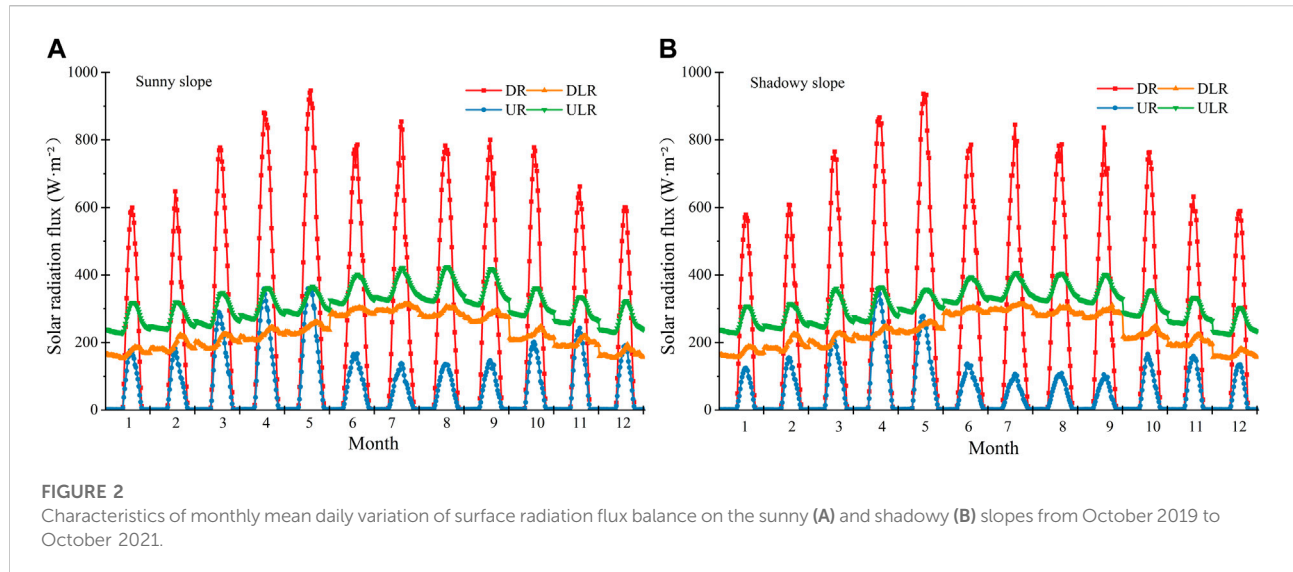 A
Sunny slope
DR
DLR
UR
ULR
Solar radiation flux (W·m⁻²)
1000
800
600
400
200
0
1 2 3 4 5 6 7 8 9 10 11 12
Month
B
Shadowy slope
DR
DLR
UR
ULR
Solar radiation flux (W·m⁻²)
1000
800
600
400
200
0
1 2 3 4 5 6 7 8 9 10 11 12
Month
FIGURE 2
Characteristics of monthly mean daily variation of surface radiation flux balance on the sunny (A) and shadowy (B) slopes from October 2019 to
October 2021.